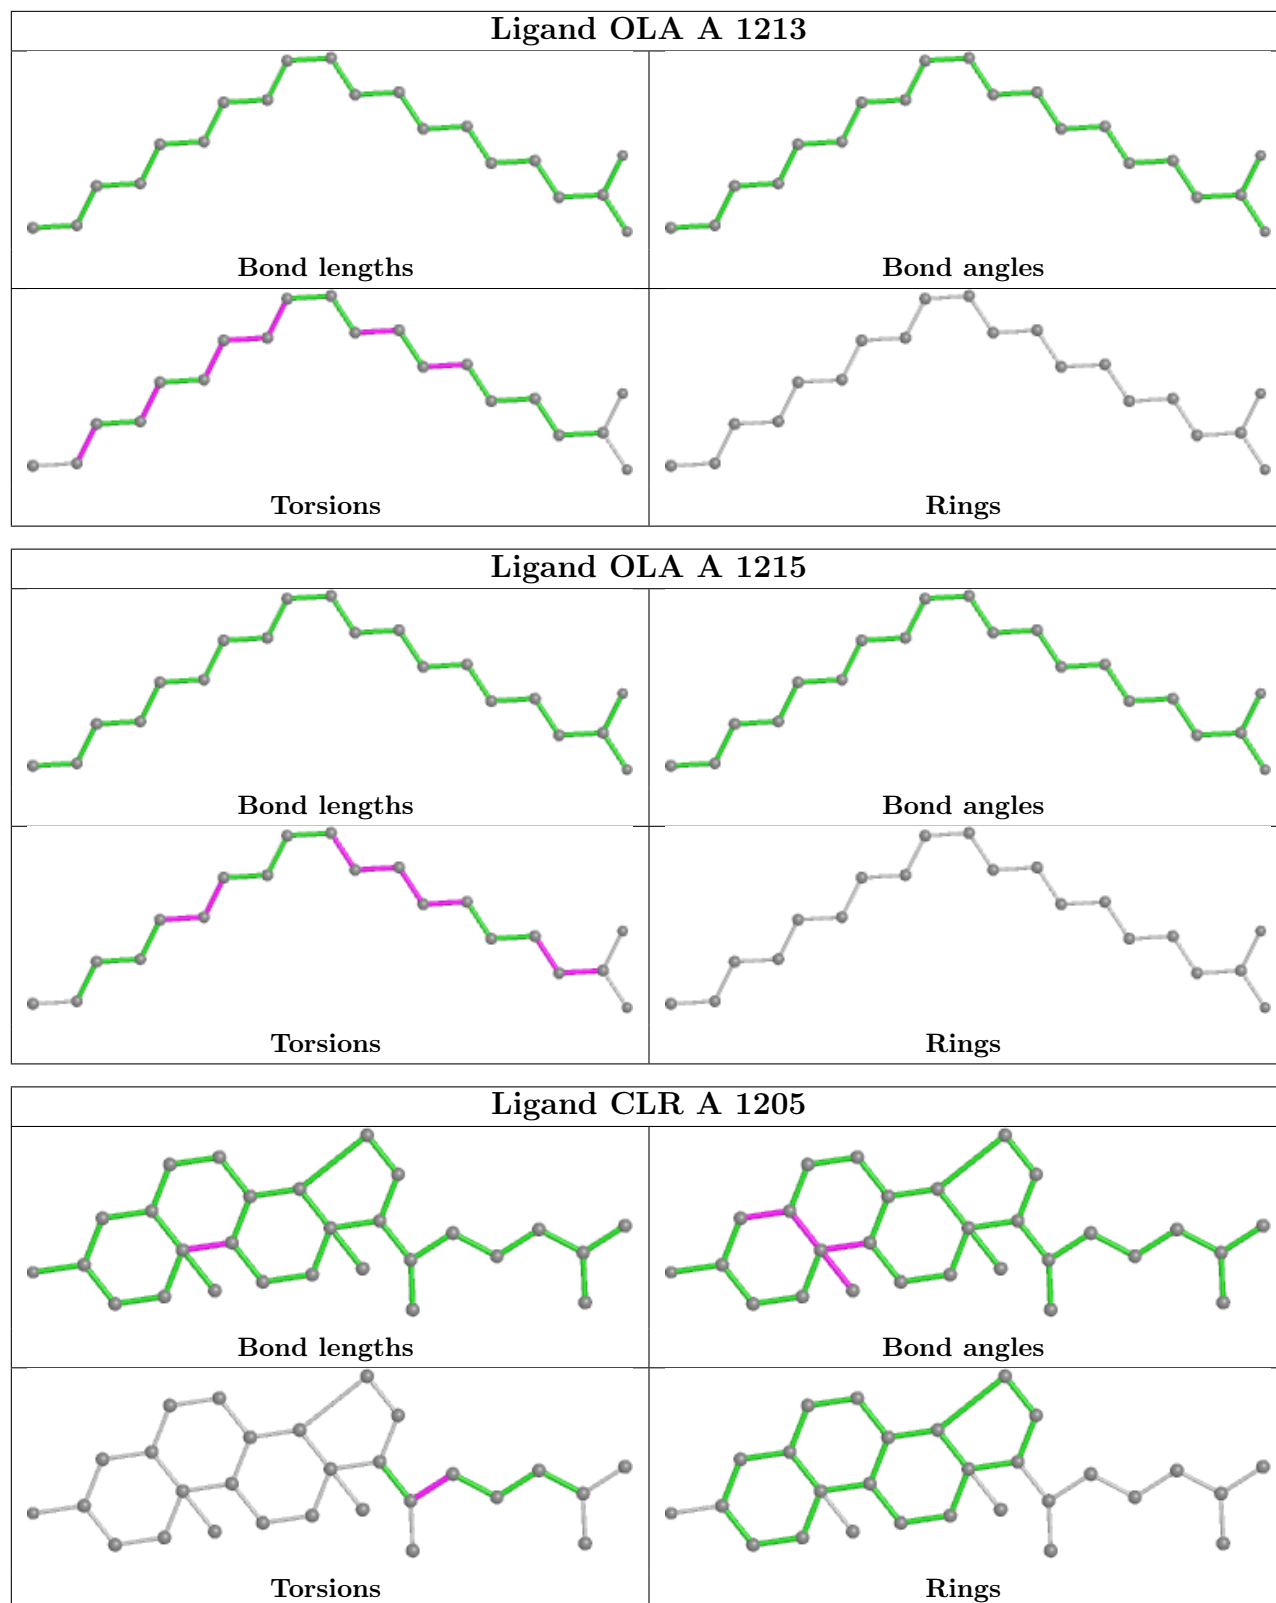 Ligand OLA A 1213
Bond lengths
Bond angles
Torsions
Rings
Ligand OLA A 1215
Bond lengths
Bond angles
Torsions
Rings
Ligand CLR A 1205
Bond lengths
Bond angles
Torsions
Rings